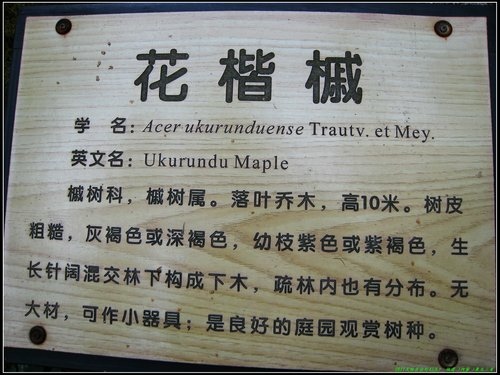 花楷槭
学 名：Acer ukurunduense Trautv. et Mey.
英文名：Ukurundu Maple
槭树科，槭树属。落叶乔木，高10米。树皮
粗糙，灰褐色或深褐色，幼枝紫色或紫褐色，生
长针阔混交林下构成下木，疏林内也有分布。无
大材，可作小器具；是良好的庭园观赏树种。